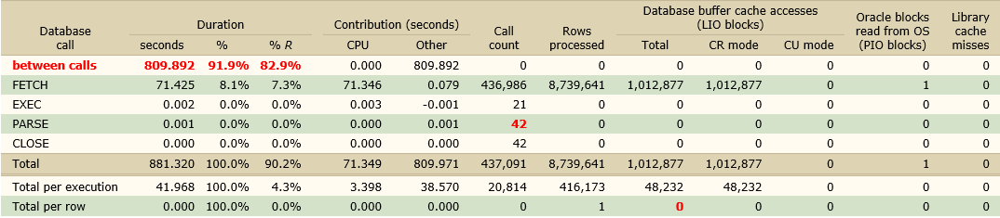 Database call Duration Contribution (seconds) Call count Rows processed Database buffer cache accesses (LIO blocks) Oracle blocks read from OS (PIO blocks) Library cache misses
seconds % % R CPU Other Total CR mode CU mode
between calls 809.892 91.9% 82.9% 0.000 809.892 0 0 0 0 0 0 0
FETCH 71.425 8.1% 7.3% 71.346 0.079 436,986 8,739,641 1,012,877 1,012,877 0 1 0
EXEC 0.002 0.0% 0.0% 0.003 -0.001 21 0 0 0 0 0 0
PARSE 0.001 0.0% 0.0% 0.000 0.001 42 0 0 0 0 0 0
CLOSE 0.000 0.0% 0.0% 0.000 0.000 42 0 0 0 0 0 0
Total 881.320 100.0% 90.2% 71.349 809.971 437,091 8,739,641 1,012,877 1,012,877 0 1 0
Total per execution 41.968 100.0% 4.3% 3.398 38.570 20,814 416,173 48,232 48,232 0 0 0
Total per row 0.000 100.0% 0.0% 0.000 0.000 0 1 0 0 0 0 0